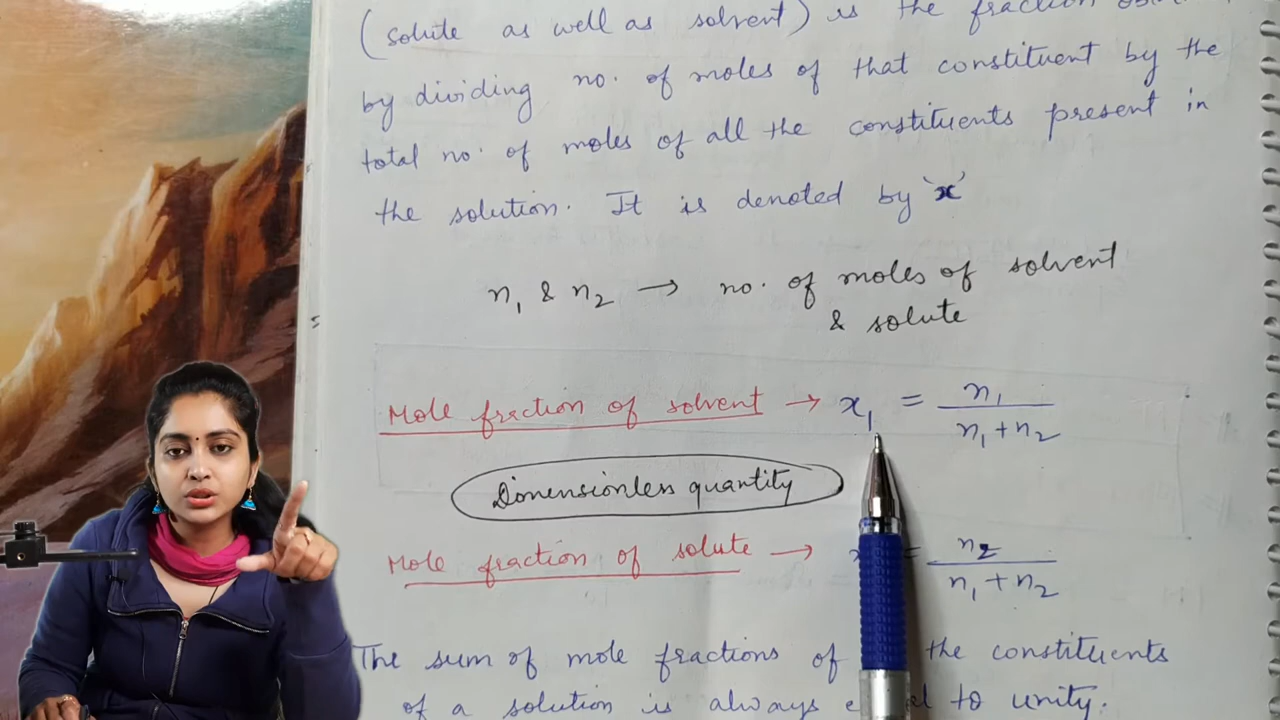 (solute as well as solvent) is the fraction
by dividing no. of moles of that constituent by the
total no. of moles of all the constituents present in
the solution. It is denoted by 'x'
n₁ & n₂ → no. of moles of solvent
& solute
Mole fraction of solvent → x₁ = n₁ / (n₁ + n₂)
Dimensionless quantity
Mole fraction of solute → = n₂ / (n₁ + n₂)
The sum of mole fractions of the constituents
of a solution is always to unity.